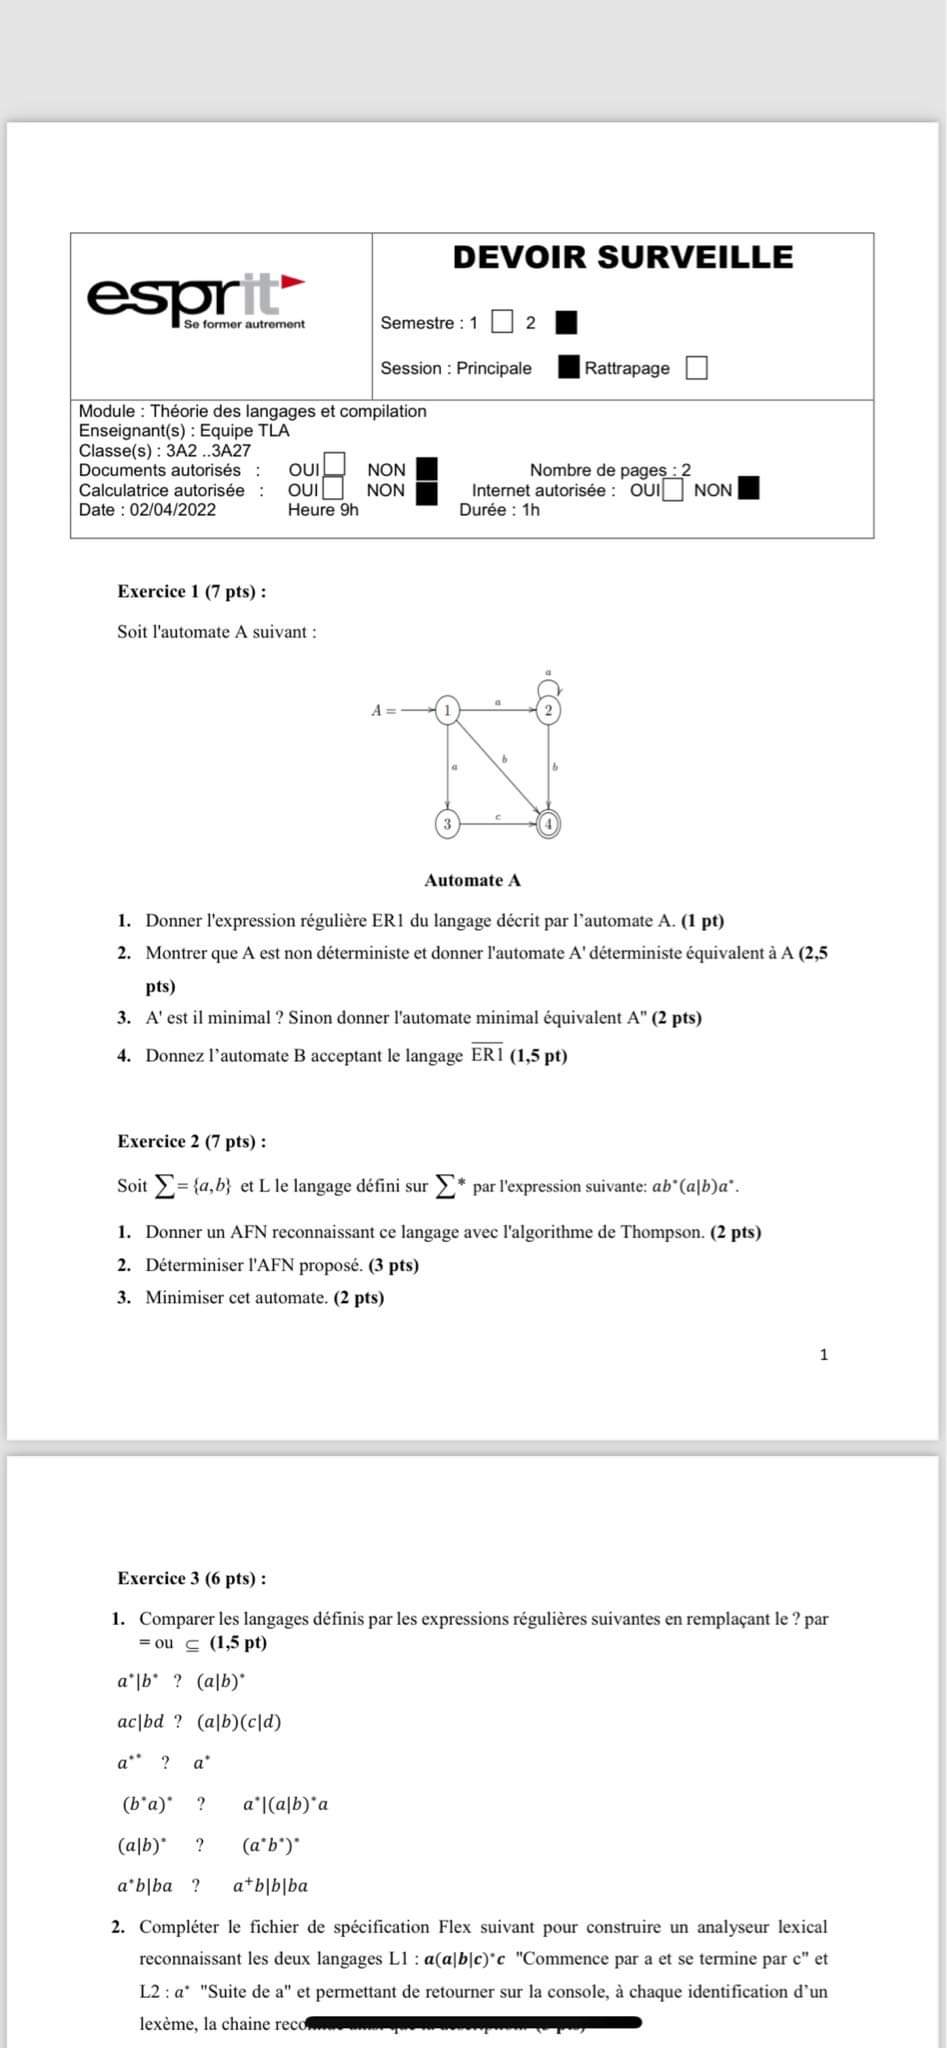 esprit
Se former autrement
DEVOIR SURVEILLE
Semestre : 1 2
Session : Principale Rattrapage
Module : Théorie des langages et compilation
Enseignant(s) : Equipe TLA
Classe(s) : 3A2 ..3A27
Documents autorisés : OUI NON Nombre de pages : 2
Calculatrice autorisée : OUI NON Internet autorisée : OUI NON
Date : 02/04/2022 Heure 9h Durée : 1h
Exercice 1 (7 pts) :
Soit l'automate A suivant :
a
A = 1 a 2
a b b
3 c 4
Automate A
1. Donner l'expression régulière ER1 du langage décrit par l’automate A. (1 pt)
2. Montrer que A est non déterministe et donner l'automate A' déterministe équivalent à A (2,5
pts)
3. A' est il minimal ? Sinon donner l'automate minimal équivalent A" (2 pts)
4. Donnez l’automate B acceptant le langage E̅R̅1̅ (1,5 pt)
Exercice 2 (7 pts) :
Soit ∑= {a,b} et L le langage défini sur ∑* par l'expression suivante: ab*(a|b)a*.
1. Donner un AFN reconnaissant ce langage avec l'algorithme de Thompson. (2 pts)
2. Déterminiser l'AFN proposé. (3 pts)
3. Minimiser cet automate. (2 pts)
1
Exercice 3 (6 pts) :
1. Comparer les langages définis par les expressions régulières suivantes en remplaçant le ? par
= ou ⊆ (1,5 pt)
a*|b* ? (a|b)*
ac|bd ? (a|b)(c|d)
a** ? a*
(b*a)* ? a*|(a|b)*a
(a|b)* ? (a*b*)*
a*b|ba ? a+b|b|ba
2. Compléter le fichier de spécification Flex suivant pour construire un analyseur lexical
reconnaissant les deux langages L1 : a(a|b|c)*c "Commence par a et se termine par c" et
L2 : a* "Suite de a" et permettant de retourner sur la console, à chaque identification d’un
lexème, la chaine